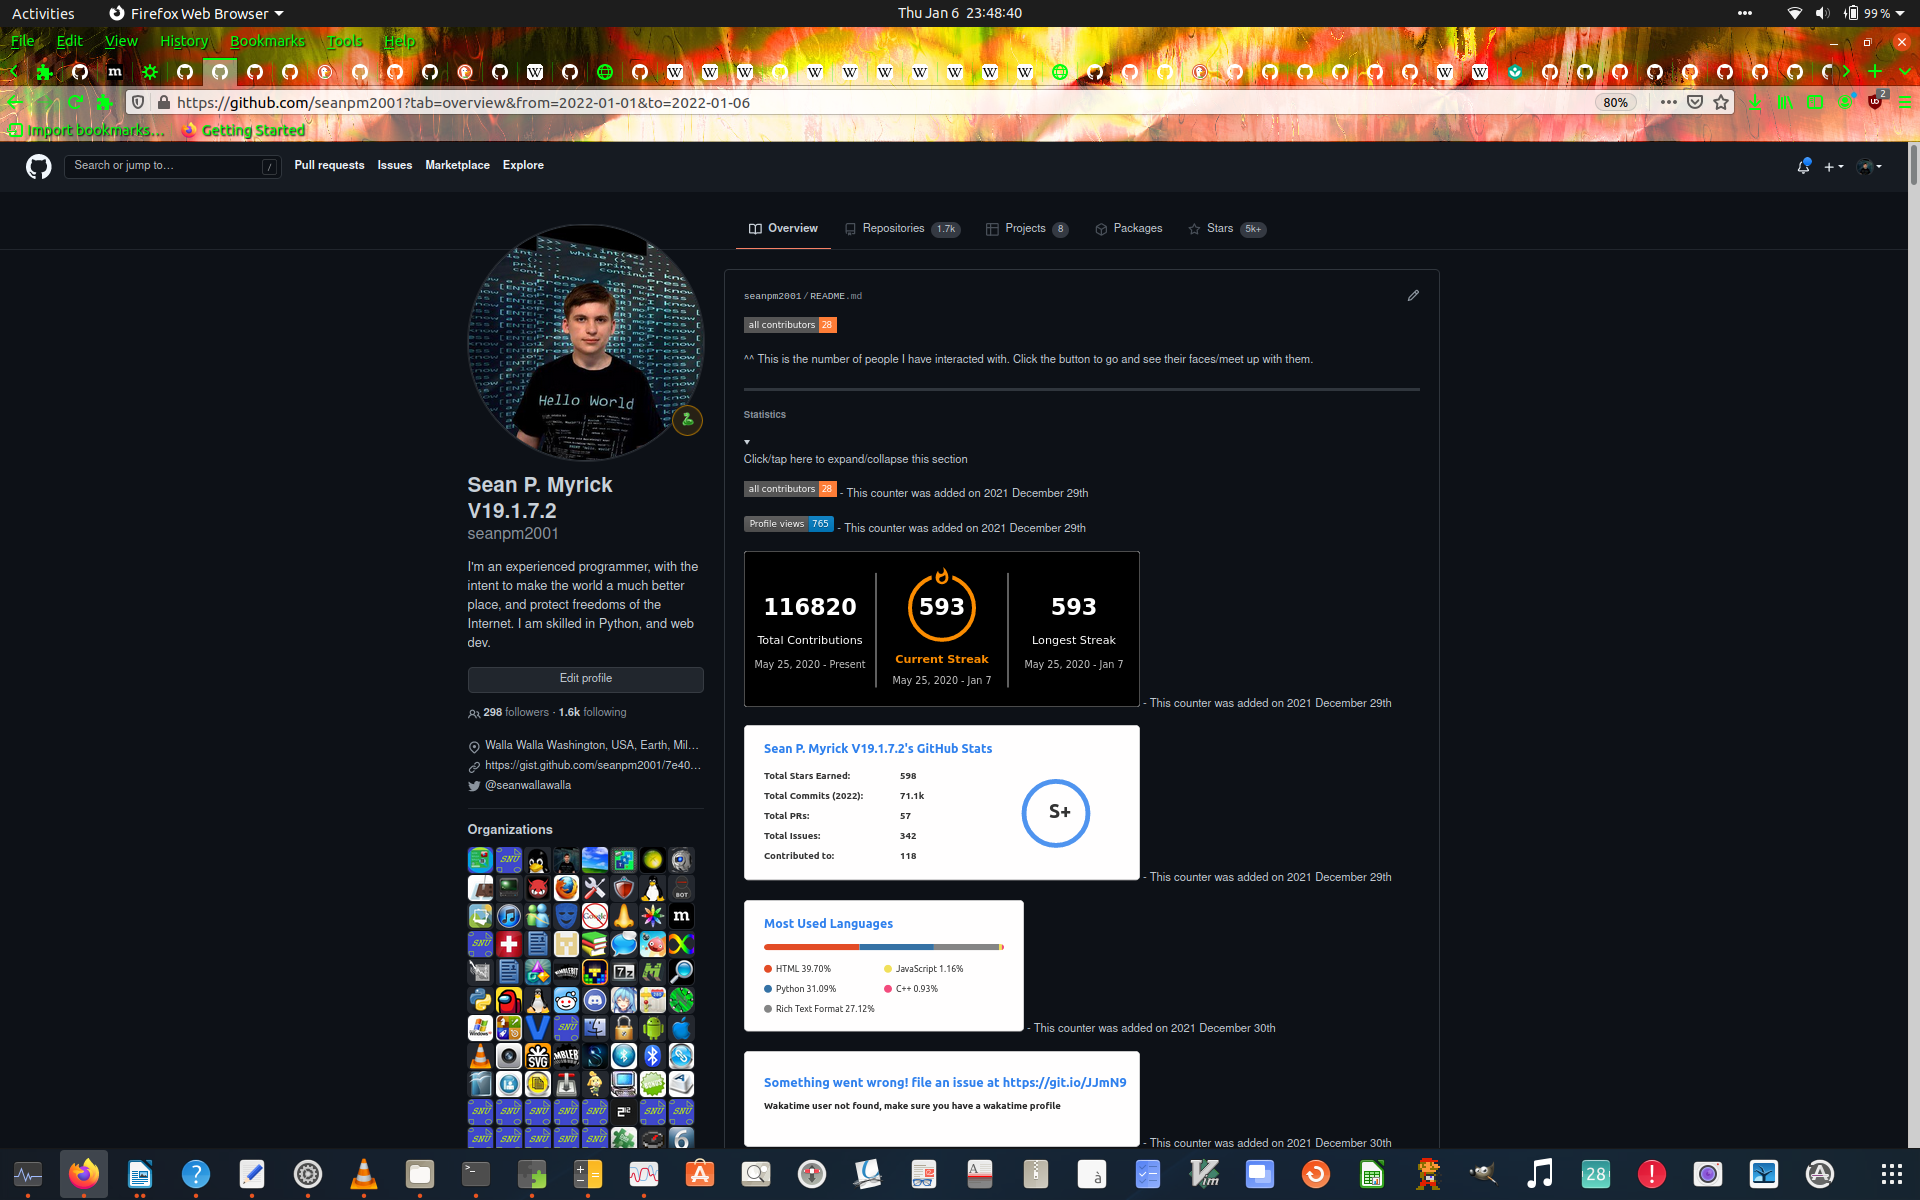 Activities
Firefox Web Browser
Thu Jan 6 23:48:40
99 %
File Edit View History Bookmarks Tools Help
https://github.com/seanpm2001?tab=overview&from=2022-01-01&to=2022-01-06
80%
2
Import bookmarks...
Getting Started
Search or jump to...
/
Pull requests Issues Marketplace Explore
Overview
Repositories 1.7k
Projects 8
Packages
Stars 5k+
Hello World
Sean P. Myrick
V19.1.7.2
seanpm2001
I'm an experienced programmer, with the
intent to make the world a much better
place, and protect freedoms of the
Internet. I am skilled in Python, and web
dev.
Edit profile
298 followers · 1.6k following
Walla Walla Washington, USA, Earth, Mil...
https://gist.github.com/seanpm2001/7e40...
@seanwallawalla
Organizations
seanpm2001/README.md
all contributors 28
^^ This is the number of people I have interacted with. Click the button to go and see their faces/meet up with them.
Statistics
Click/tap here to expand/collapse this section
all contributors 28 - This counter was added on 2021 December 29th
Profile views 765 - This counter was added on 2021 December 29th
116820
Total Contributions
May 25, 2020 - Present
593
Current Streak
May 25, 2020 - Jan 7
593
Longest Streak
May 25, 2020 - Jan 7
- This counter was added on 2021 December 29th
Sean P. Myrick V19.1.7.2's GitHub Stats
Total Stars Earned: 598
Total Commits (2022): 71.1k
Total PRs: 57
Total Issues: 342
Contributed to: 118
S+
- This counter was added on 2021 December 29th
Most Used Languages
HTML 39.70%
JavaScript 1.16%
Python 31.09%
C++ 0.93%
Rich Text Format 27.12%
- This counter was added on 2021 December 30th
Something went wrong! file an issue at https://git.io/JJmN9
Wakatime user not found, make sure you have a wakatime profile
- This counter was added on 2021 December 30th
28